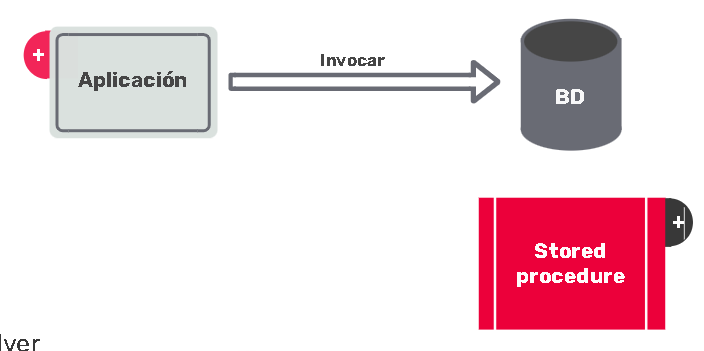 +
Aplicación
Invocar
BD
Stored
procedure
+
lver